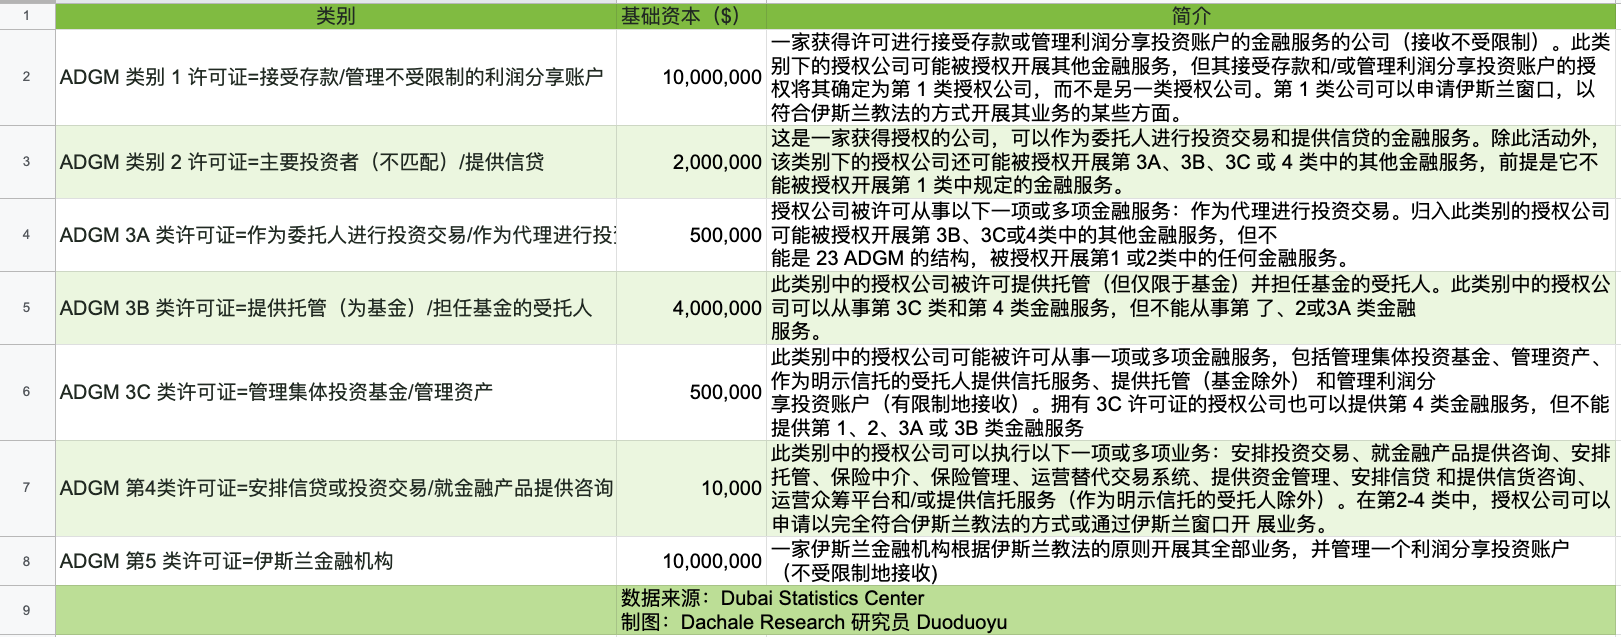 1 类别 基础资本（$） 简介
2 ADGM 类别 1 许可证=接受存款/管理不受限制的利润分享账户 10,000,000
一家获得许可进行接受存款或管理利润分享投资账户的金融服务的公司（接收不受限制）。此类
别下的授权公司可能被授权开展其他金融服务，但其接受存款和/或管理利润分享投资账户的授
权将其确定为第 1 类授权公司，而不是另一类授权公司。第 1 类公司可以申请伊斯兰窗口，以
符合伊斯兰教法的方式开展其业务的某些方面。
3 ADGM 类别 2 许可证=主要投资者（不匹配）/提供信贷 2,000,000
这是一家获得授权的公司，可以作为委托人进行投资交易和提供信贷的金融服务。除此活动外，
该类别下的授权公司还可能被授权开展第 3A、3B、3C 或 4 类中的其他金融服务，前提是它不
能被授权开展第 1 类中规定的金融服务。
4 ADGM 3A 类许可证=作为委托人进行投资交易/作为代理进行投 500,000
授权公司被许可从事以下一项或多项金融服务：作为代理进行投资交易。归入此类别的授权公司
可能被授权开展第 3B、3C或4类中的其他金融服务，但不
能是 23 ADGM 的结构，被授权开展第1 或2类中的任何金融服务。
5 ADGM 3B 类许可证=提供托管（为基金）/担任基金的受托人 4,000,000
此类别中的授权公司被许可提供托管（但仅限于基金）并担任基金的受托人。此类别中的授权公
司可以从事第 3C 类和第 4 类金融服务，但不能从事第 了、2或3A 类金融
服务。
6 ADGM 3C 类许可证=管理集体投资基金/管理资产 500,000
此类别中的授权公司可能被许可从事一项或多项金融服务，包括管理集体投资基金、管理资产、
作为明示信托的受托人提供信托服务、提供托管（基金除外） 和管理利润分
享投资账户（有限制地接收）。拥有 3C 许可证的授权公司也可以提供第 4 类金融服务，但不能
提供第 1、2、3A 或 3B 类金融服务
7 ADGM 第4类许可证=安排信贷或投资交易/就金融产品提供咨询 10,000
此类别中的授权公司可以执行以下一项或多项业务：安排投资交易、就金融产品提供咨询、安排
托管、保险中介、保险管理、运营替代交易系统、提供资金管理、安排信贷 和提供信货咨询、
运营众筹平台和/或提供信托服务（作为明示信托的受托人除外）。在第2-4 类中，授权公司可以
申请以完全符合伊斯兰教法的方式或通过伊斯兰窗口开 展业务。
8 ADGM 第5 类许可证=伊斯兰金融机构 10,000,000
一家伊斯兰金融机构根据伊斯兰教法的原则开展其全部业务，并管理一个利润分享投资账户
（不受限制地接收)
9 数据来源：Dubai Statistics Center
制图：Dachale Research 研究员 Duoduoyu